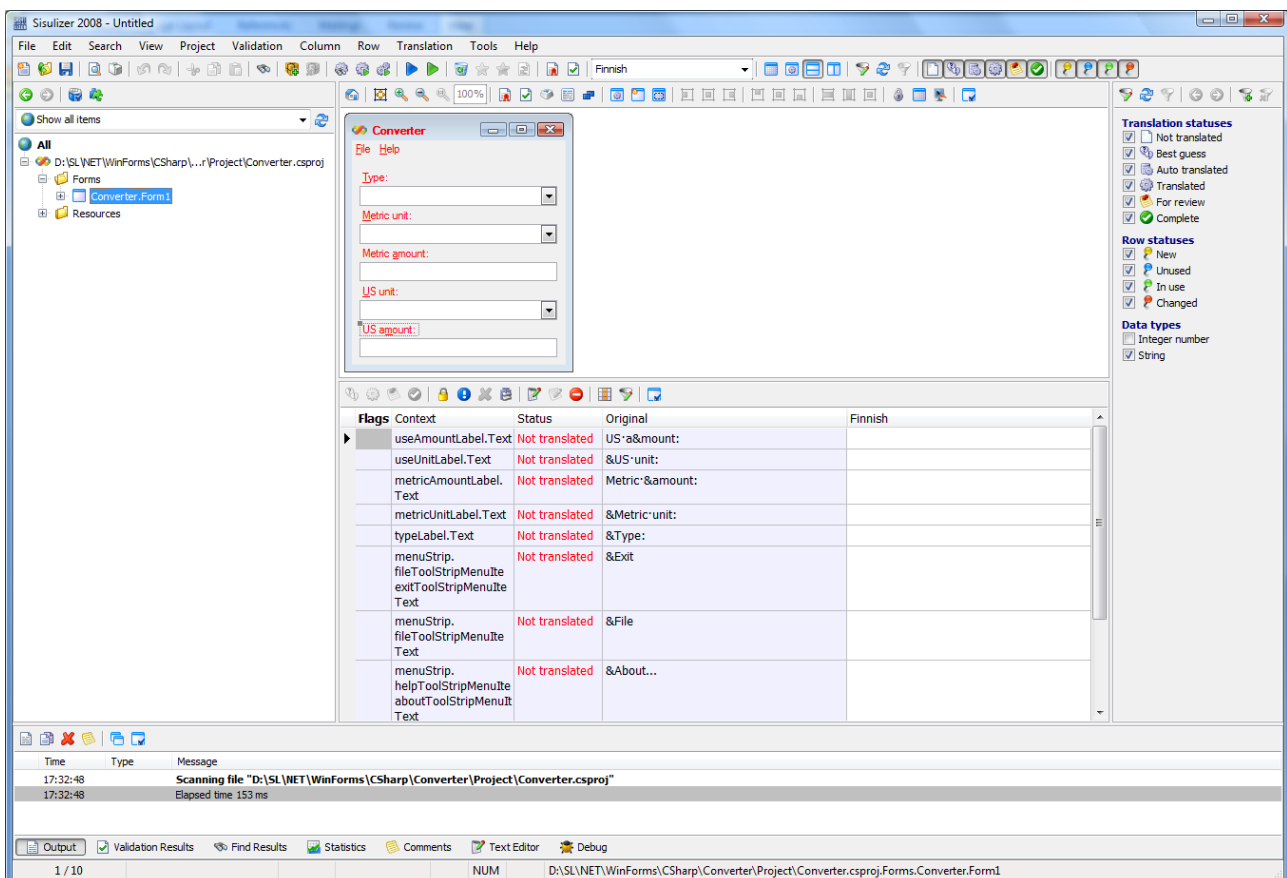 Sisulizer 2008 - Untitled
File Edit Search View Project Validation Column Row Translation Tools Help
Finnish
100%
Show all items
All
D:\SL\NET\WinForms\CSharp\...r\Project\Converter.csproj
Forms
Converter.Form1
Resources
Converter
File Help
Type:
Metric unit:
Metric amount:
US unit:
US amount:
Translation statuses
Not translated
Best guess
Auto translated
Translated
For review
Complete
Row statuses
New
Unused
In use
Changed
Data types
Integer number
String
Flags Context Status Original Finnish
useAmountLabel.Text Not translated US·a&mount:
useUnitLabel.Text Not translated &US·unit:
metricAmountLabel. Not translated Metric·&amount:
Text
metricUnitLabel.Text Not translated &Metric·unit:
typeLabel.Text Not translated &Type:
menuStrip. Not translated &Exit
fileToolStripMenuIte
exitToolStripMenuIte
Text
menuStrip. Not translated &File
fileToolStripMenuIte
Text
menuStrip. Not translated &About...
helpToolStripMenuIte
aboutToolStripMenuIt
Text
Time Type Message
17:32:48 Scanning file "D:\SL\NET\WinForms\CSharp\Converter\Project\Converter.csproj"
17:32:48 Elapsed time 153 ms
Output Validation Results Find Results Statistics Comments Text Editor Debug
1 / 10 NUM D:\SL\NET\WinForms\CSharp\Converter\Project\Converter.csproj.Forms.Converter.Form1